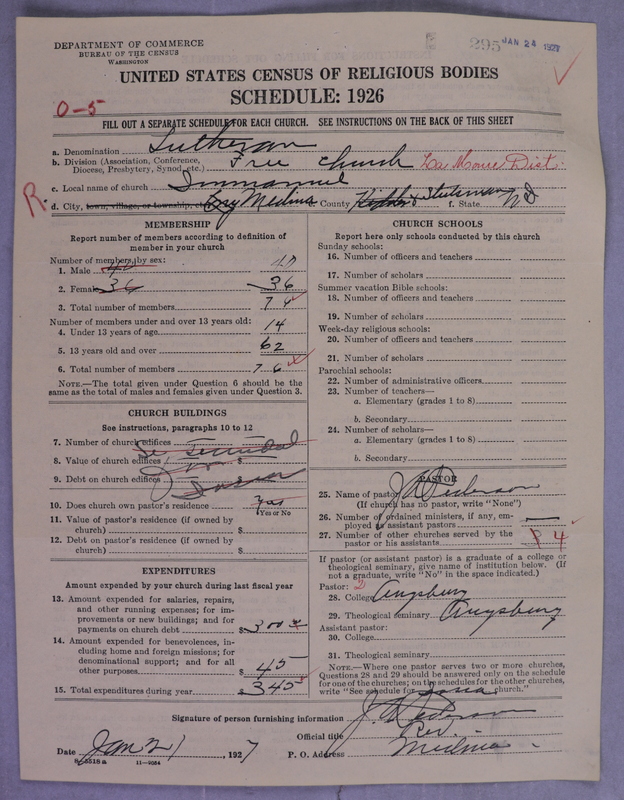 DEPARTMENT OF COMMERCE
BUREAU OF THE CENSUS
WASHINGTON
295 JAN 24 1927
UNITED STATES CENSUS OF RELIGIOUS BODIES
SCHEDULE: 1926
0-5
FILL OUT A SEPARATE SCHEDULE FOR EACH CHURCH. SEE INSTRUCTIONS ON THE BACK OF THIS SHEET
a. Denomination Lutheran
b. Division (Association, Conference, Diocese, Presbytery, Synod, etc.) Free Church La Moure Dist.
c. Local name of church Immanuel
R. d. City, town, village, or township, Medina e. County Stutsman f. State ND
MEMBERSHIP
Report number of members according to definition of member in your church
Number of members by sex:
1. Male 40 40
2. Female 36 36
3. Total number of members 76
Number of members under and over 13 years old:
4. Under 13 years of age 14
5. 13 years old and over 62
6. Total number of members 76
NOTE.—The total given under Question 6 should be the same as the total of males and females given under Question 3.
CHURCH BUILDINGS
See instructions, paragraphs 10 to 12
7. Number of church edifices
8. Value of church edifices $
9. Debt on church edifices
10. Does church own pastor's residence Yes
(Yes or No)
11. Value of pastor's residence (if owned by church) $
12. Debt on pastor's residence (if owned by church) $
EXPENDITURES
Amount expended by your church during last fiscal year
13. Amount expended for salaries, repairs, and other running expenses; for improvements or new buildings; and for payments on church debt $300
14. Amount expended for benevolences, including home and foreign missions; for denominational support; and for all other purposes $45
15. Total expenditures during year $345
CHURCH SCHOOLS
Report here only schools conducted by this church
Sunday schools:
16. Number of officers and teachers
17. Number of scholars
Summer vacation Bible schools:
18. Number of officers and teachers
19. Number of scholars
Week-day religious schools:
20. Number of officers and teachers
21. Number of scholars
Parochial schools:
22. Number of administrative officers
23. Number of teachers—
a. Elementary (grades 1 to 8)
b. Secondary
24. Number of scholars—
a. Elementary (grades 1 to 8)
b. Secondary
PASTOR
25. Name of pastor J. A. Pederson
(If church has no pastor, write "None")
26. Number of ordained ministers, if any, employed as assistant pastors
27. Number of other churches served by the pastor or his assistants 4
If pastor (or assistant pastor) is a graduate of a college or theological seminary, give name of institution below. (If not a graduate, write "No" in the space indicated.)
Pastor: 2
28. College Augsburg
29. Theological seminary Augsburg
Assistant pastor:
30. College
31. Theological seminary
NOTE.—Where one pastor serves two or more churches, Questions 28 and 29 should be answered only on the schedule for one of the churches; on the schedules for the other churches, write "See schedule for church."
Signature of person furnishing information J. A. Pederson
Official title Rev.
Date Jan 21, 1927 P. O. Address Medina
8-5518 a 11-9054